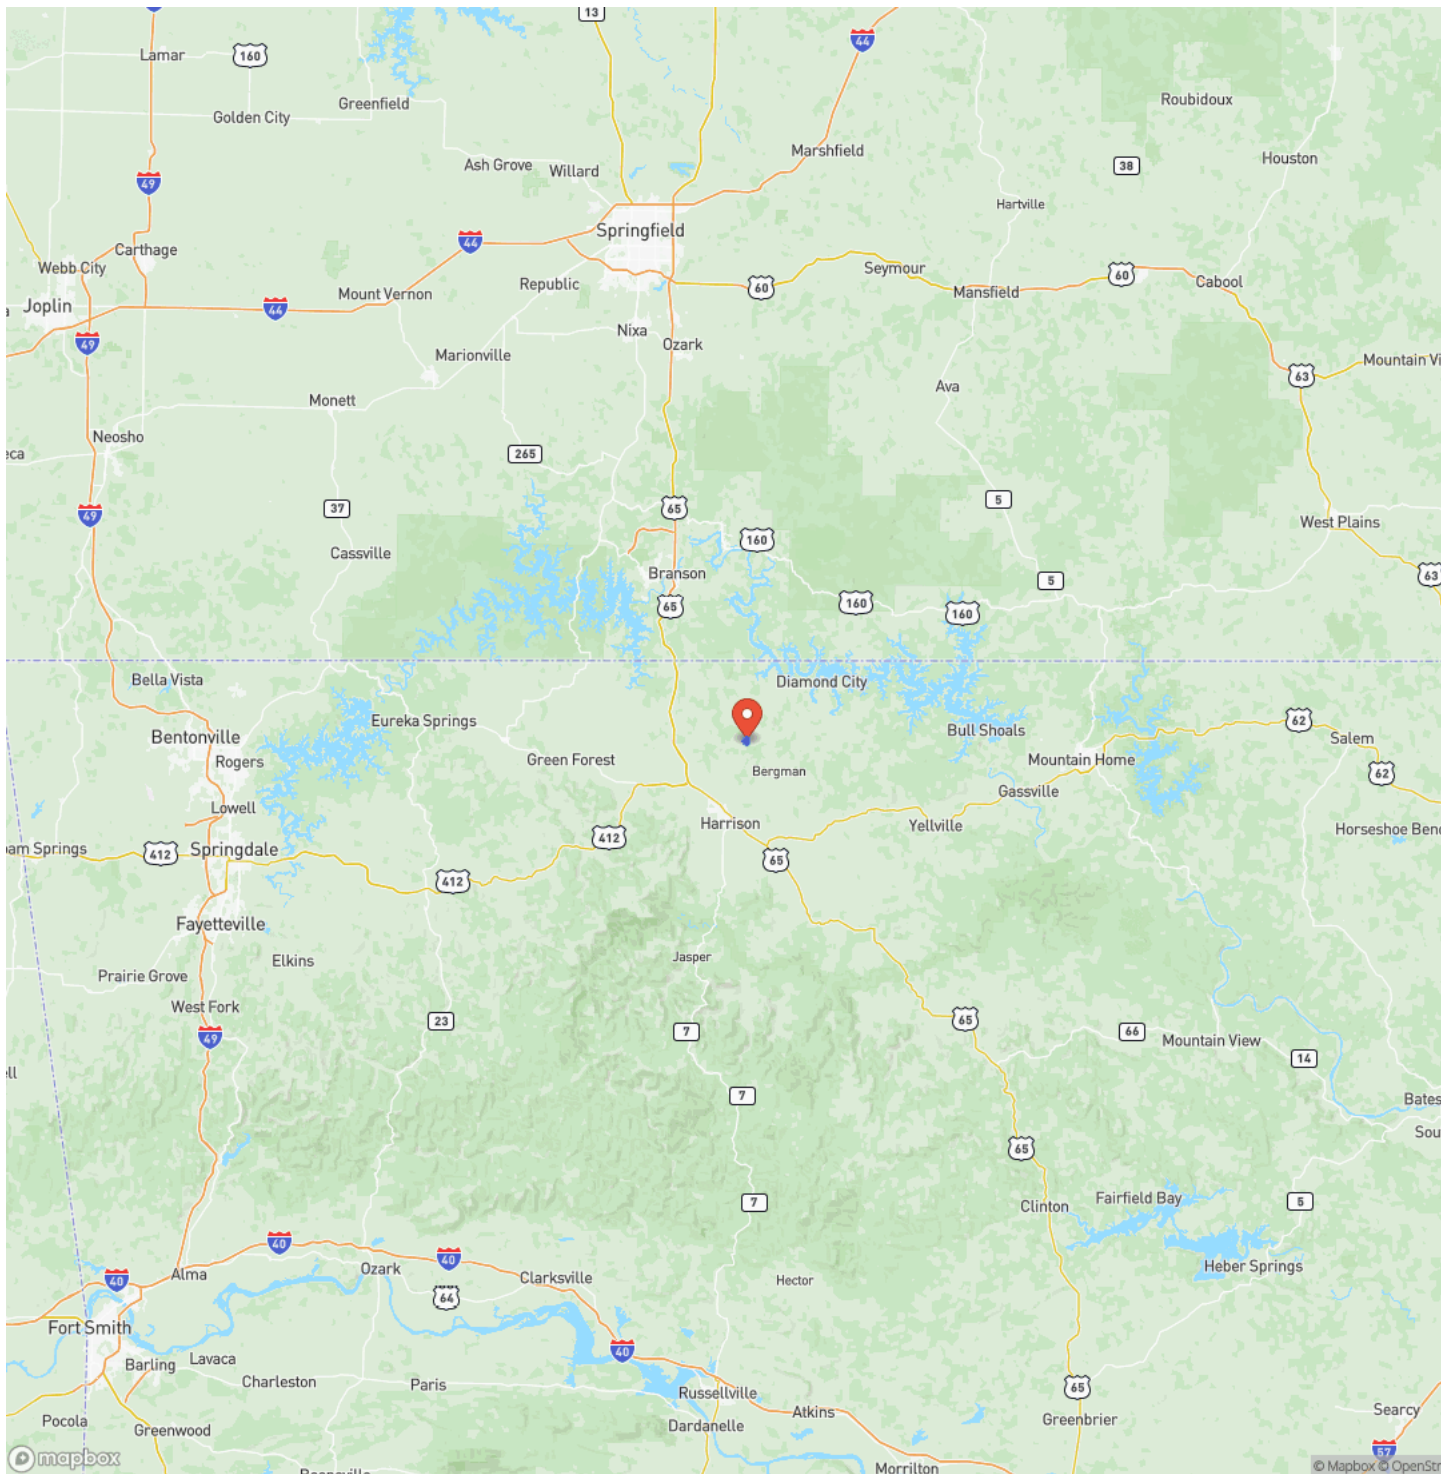 13
44
Lamar
160
Greenfield
Golden City
Roubidoux
Marshfield
Ash Grove
Willard
38
Houston
49
Hartville
Springfield
44
Carthage
Webb City
Seymour
60
Cabool
Republic
60
Mount Vernon
Mansfield
Joplin
44
Nixa
49
Ozark
Marionville
Mountain Vi
63
Ava
Monett
Neosho
eca
265
5
37
65
49
West Plains
160
Cassville
Branson
63
5
65
160
160
Bella Vista
Diamond City
Eureka Springs
62
Bentonville
Bull Shoals
Salem
Rogers
Green Forest
Bergman
Mountain Home
62
Gassville
Lowell
Harrison
Yellville
Horseshoe Bend
412
oam Springs
412
Springdale
65
412
Fayetteville
Jasper
Elkins
Prairie Grove
West Fork
23
65
7
66
49
Mountain View
14
ll
7
Bates
Sou
65
Fairfield Bay
7
5
Clinton
40
40
Heber Springs
Alma
Ozark
Clarksville
Hector
40
64
Fort Smith
40
Lavaca
Barling
Charleston
Paris
65
Russellville
Atkins
Searcy
Pocola
Greenwood
Dardanelle
Greenbrier
57
mapbox
Morrilton
© Mapbox © OpenStr